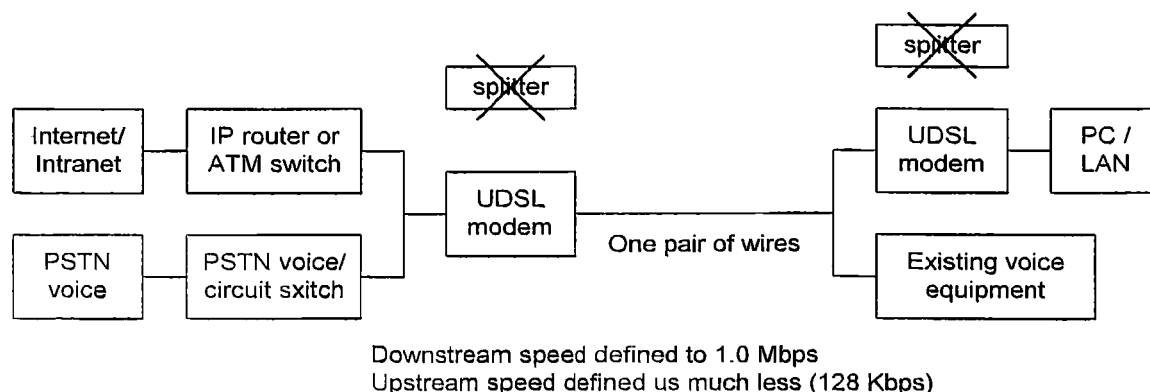 splitter
splitter
Internet/
Intranet
IP router or
ATM switch
UDSL
modem
PC /
LAN
UDSL
modem
One pair of wires
PSTN
voice
PSTN voice/
circuit sxitch
Existing voice
equipment
Downstream speed defined to 1.0 Mbps
Upstream speed defined us much less (128 Kbps)